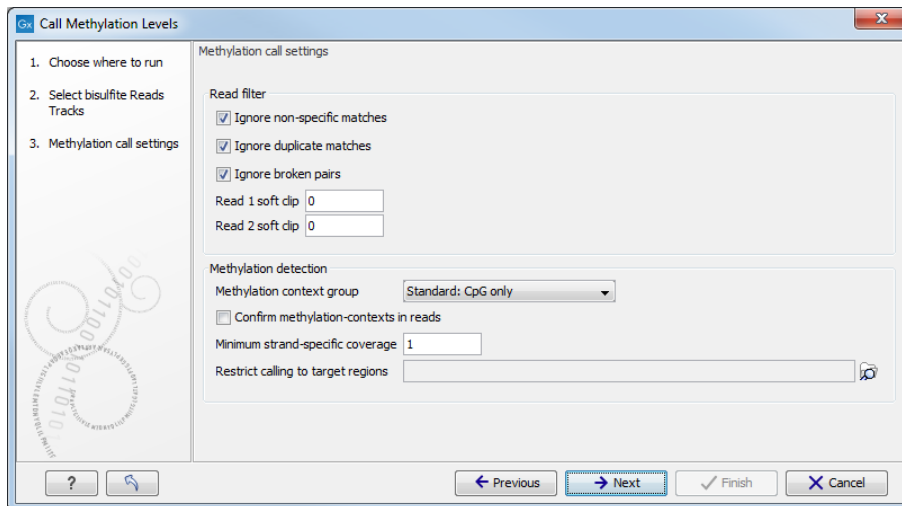 Gx Call Methylation Levels
1. Choose where to run
2. Select bisulfite Reads
Tracks
3. Methylation call settings
Methylation call settings
Read filter
Ignore non-specific matches
Ignore duplicate matches
Ignore broken pairs
Read 1 soft clip 0
Read 2 soft clip 0
Methylation detection
Methylation context group Standard: CpG only
Confirm methylation-contexts in reads
Minimum strand-specific coverage 1
Restrict calling to target regions
? Previous Next Finish Cancel